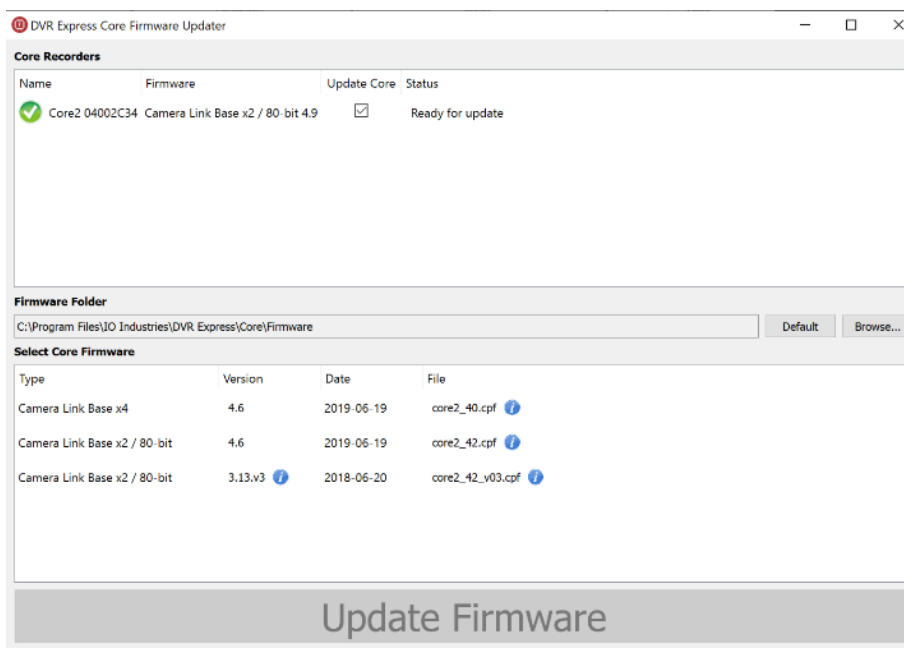 DVR Express Core Firmware Updater
Core Recorders
Name Firmware Update Core Status
Core2 04002C34 Camera Link Base x2 / 80-bit 4.9 Ready for update
Firmware Folder
C:\Program Files\IO Industries\DVR Express\Core\Firmware Default Browse...
Select Core Firmware
Type Version Date File
Camera Link Base x4 4.6 2019-06-19 core2_40.cpf
Camera Link Base x2 / 80-bit 4.6 2019-06-19 core2_42.cpf
Camera Link Base x2 / 80-bit 3.13.v3 2018-06-20 core2_42_v03.cpf
Update Firmware